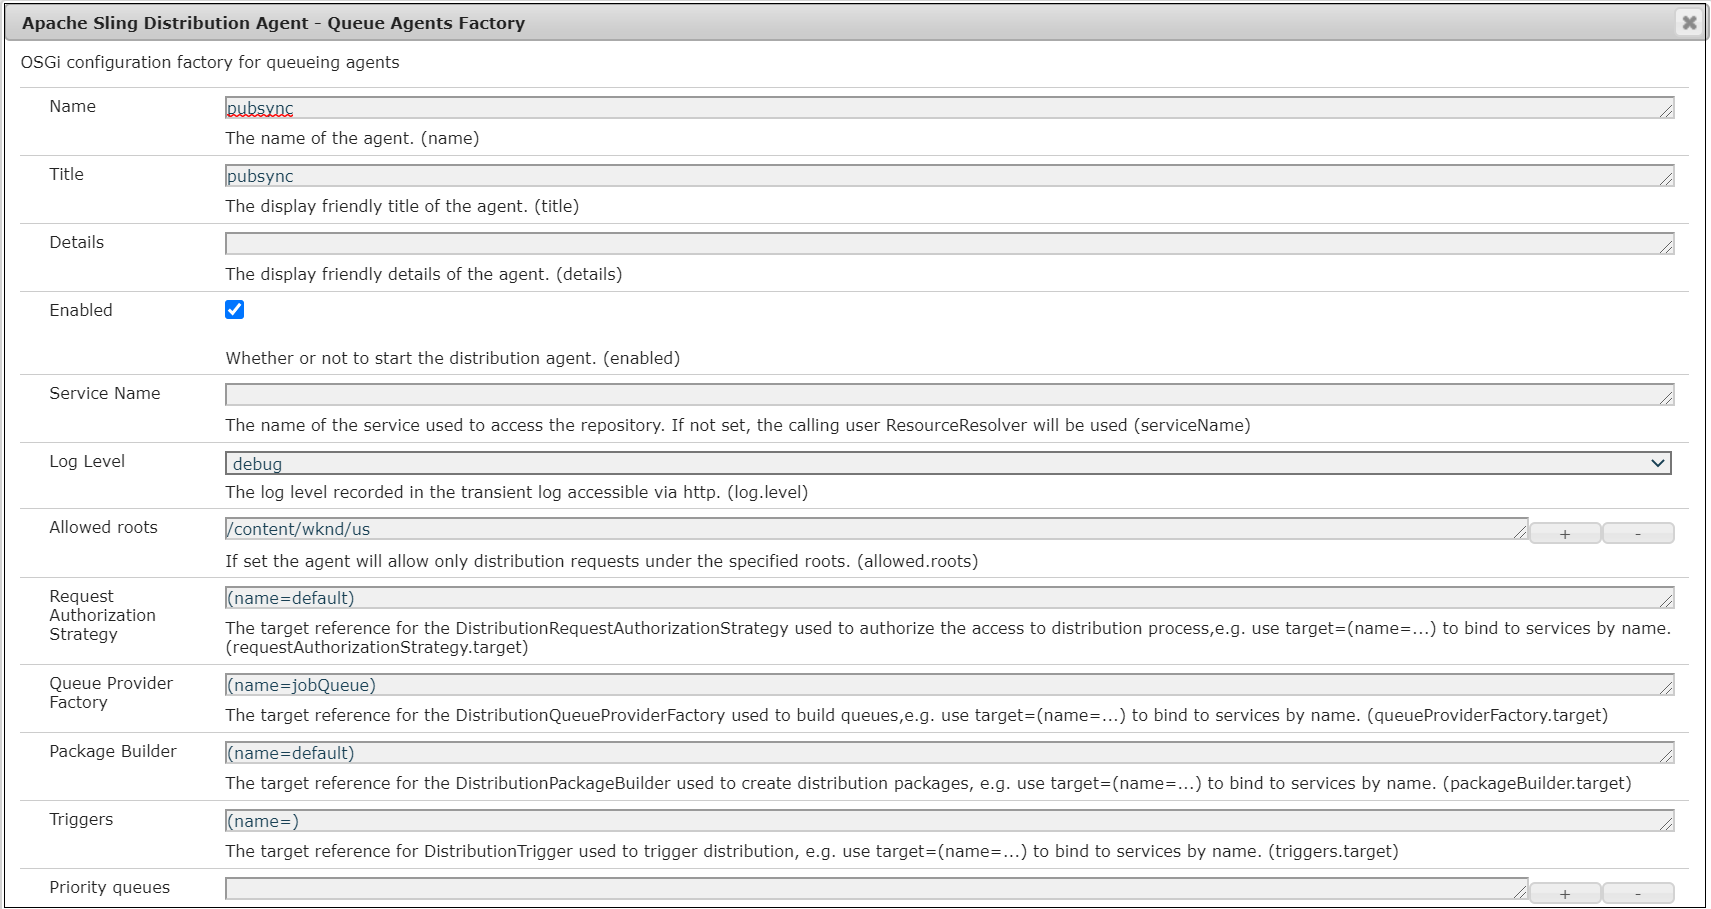 Apache Sling Distribution Agent - Queue Agents Factory
OSGi configuration factory for queueing agents
Name
pubsync
The name of the agent. (name)
Title
pubsync
The display friendly title of the agent. (title)
Details
The display friendly details of the agent. (details)
Enabled
Whether or not to start the distribution agent. (enabled)
Service Name
The name of the service used to access the repository. If not set, the calling user ResourceResolver will be used (serviceName)
Log Level
debug
The log level recorded in the transient log accessible via http. (log.level)
Allowed roots
/content/wknd/us
+ -
If set the agent will allow only distribution requests under the specified roots. (allowed.roots)
Request
Authorization
Strategy
(name=default)
The target reference for the DistributionRequestAuthorizationStrategy used to authorize the access to distribution process,e.g. use target=(name=...) to bind to services by name.
(requestAuthorizationStrategy.target)
Queue Provider
Factory
(name=jobQueue)
The target reference for the DistributionQueueProviderFactory used to build queues,e.g. use target=(name=...) to bind to services by name. (queueProviderFactory.target)
Package Builder
(name=default)
The target reference for the DistributionPackageBuilder used to create distribution packages, e.g. use target=(name=...) to bind to services by name. (packageBuilder.target)
Triggers
(name=)
The target reference for DistributionTrigger used to trigger distribution, e.g. use target=(name=...) to bind to services by name. (triggers.target)
Priority queues
+ -